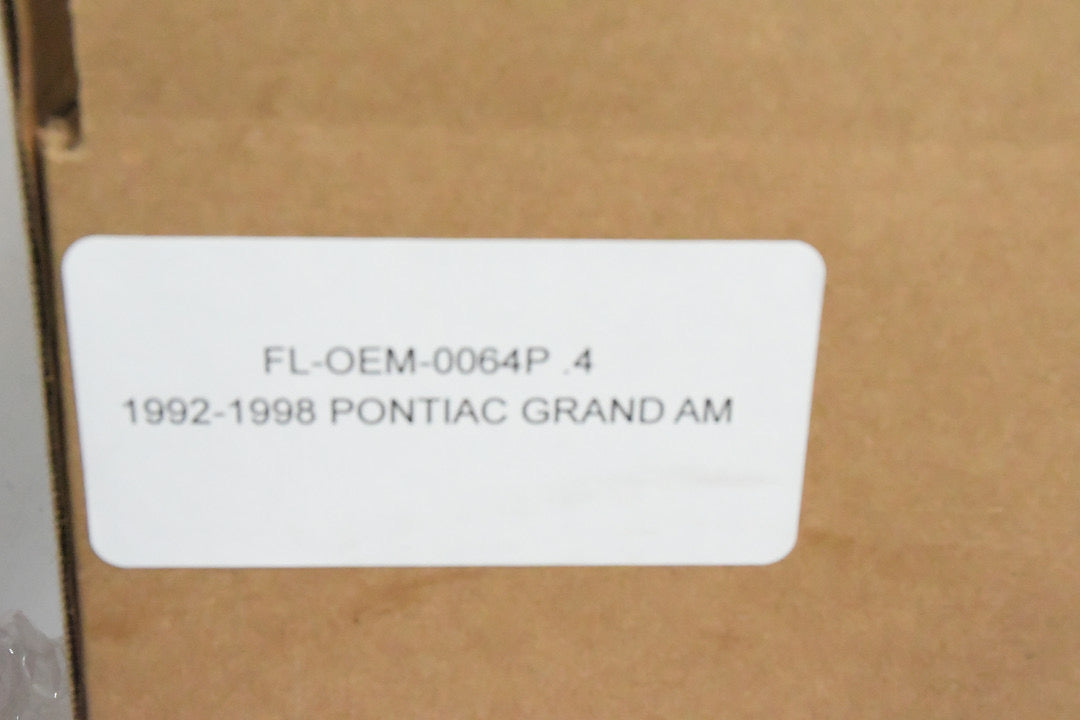 FL-OEM-0064P .4
1992-1998 PONTIAC GRAND AM